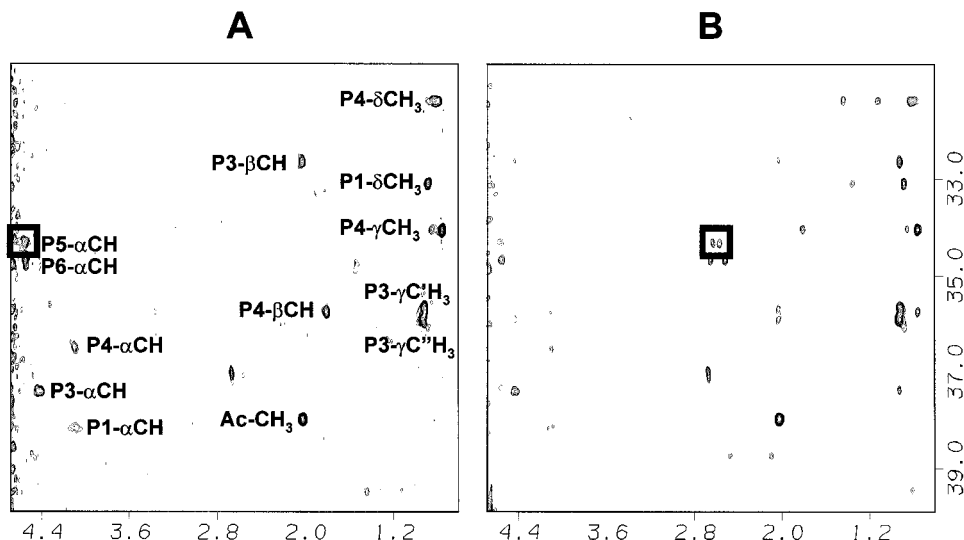 A
B
P4-δCH₃
P3-βCH
P1-δCH₃
P4-γCH₃
P5-αCH
P6-αCH
P3-γC'H₃
P4-βCH
P3-γC"H₃
P4-αCH
P3-αCH
Ac-CH₃
P1-αCH
33.0
35.0
37.0
39.0
4.4 3.6 2.8 2.0 1.2
4.4 3.6 2.8 2.0 1.2